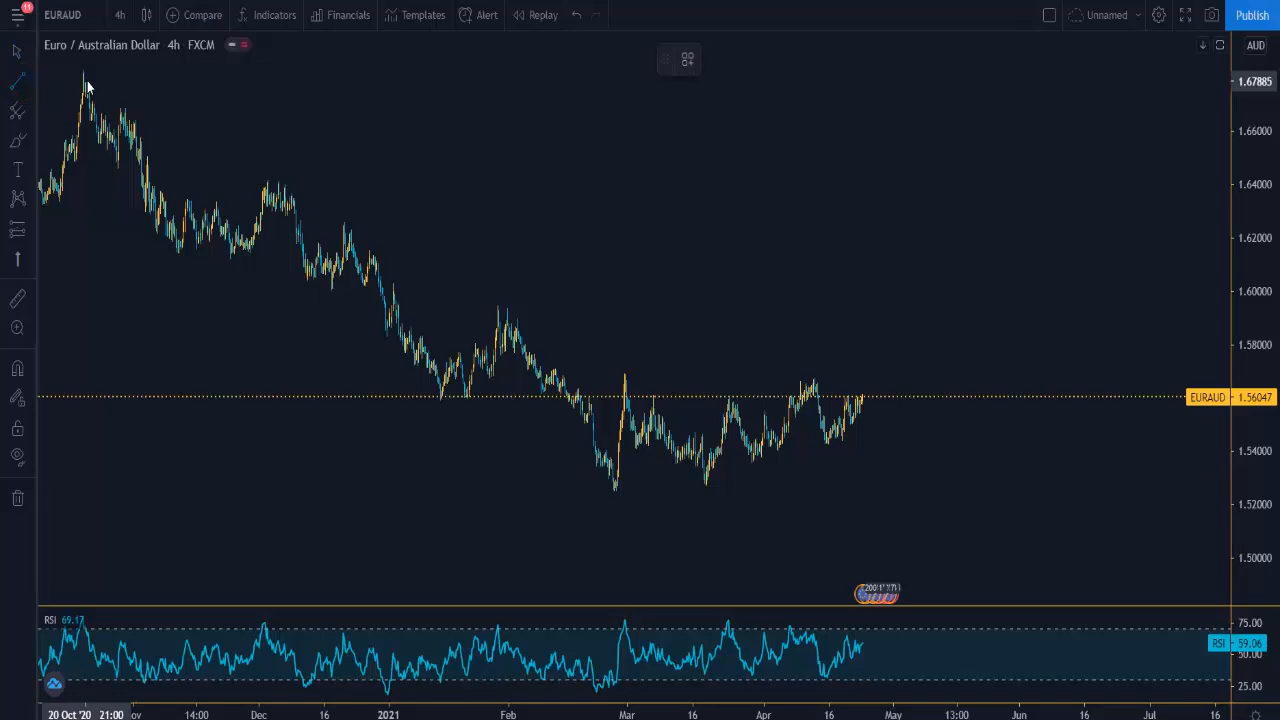 11
EURAUD 4h Compare Indicators Financials Templates Alert Replay Unnamed Publish
Euro / Australian Dollar 4h · FXCM
AUD
1.67885
1.66000
1.64000
1.62000
1.60000
1.58000
EURAUD 1.56047
1.54000
1.52000
1.50000
RSI 69.17
75.00
RSI 59.06
50.00
25.00
20 Oct '20 21:00 ov 14:00 Dec 16 2021 Feb Mar 16 Apr 16 May 13:00 Jun 16 Jul 16